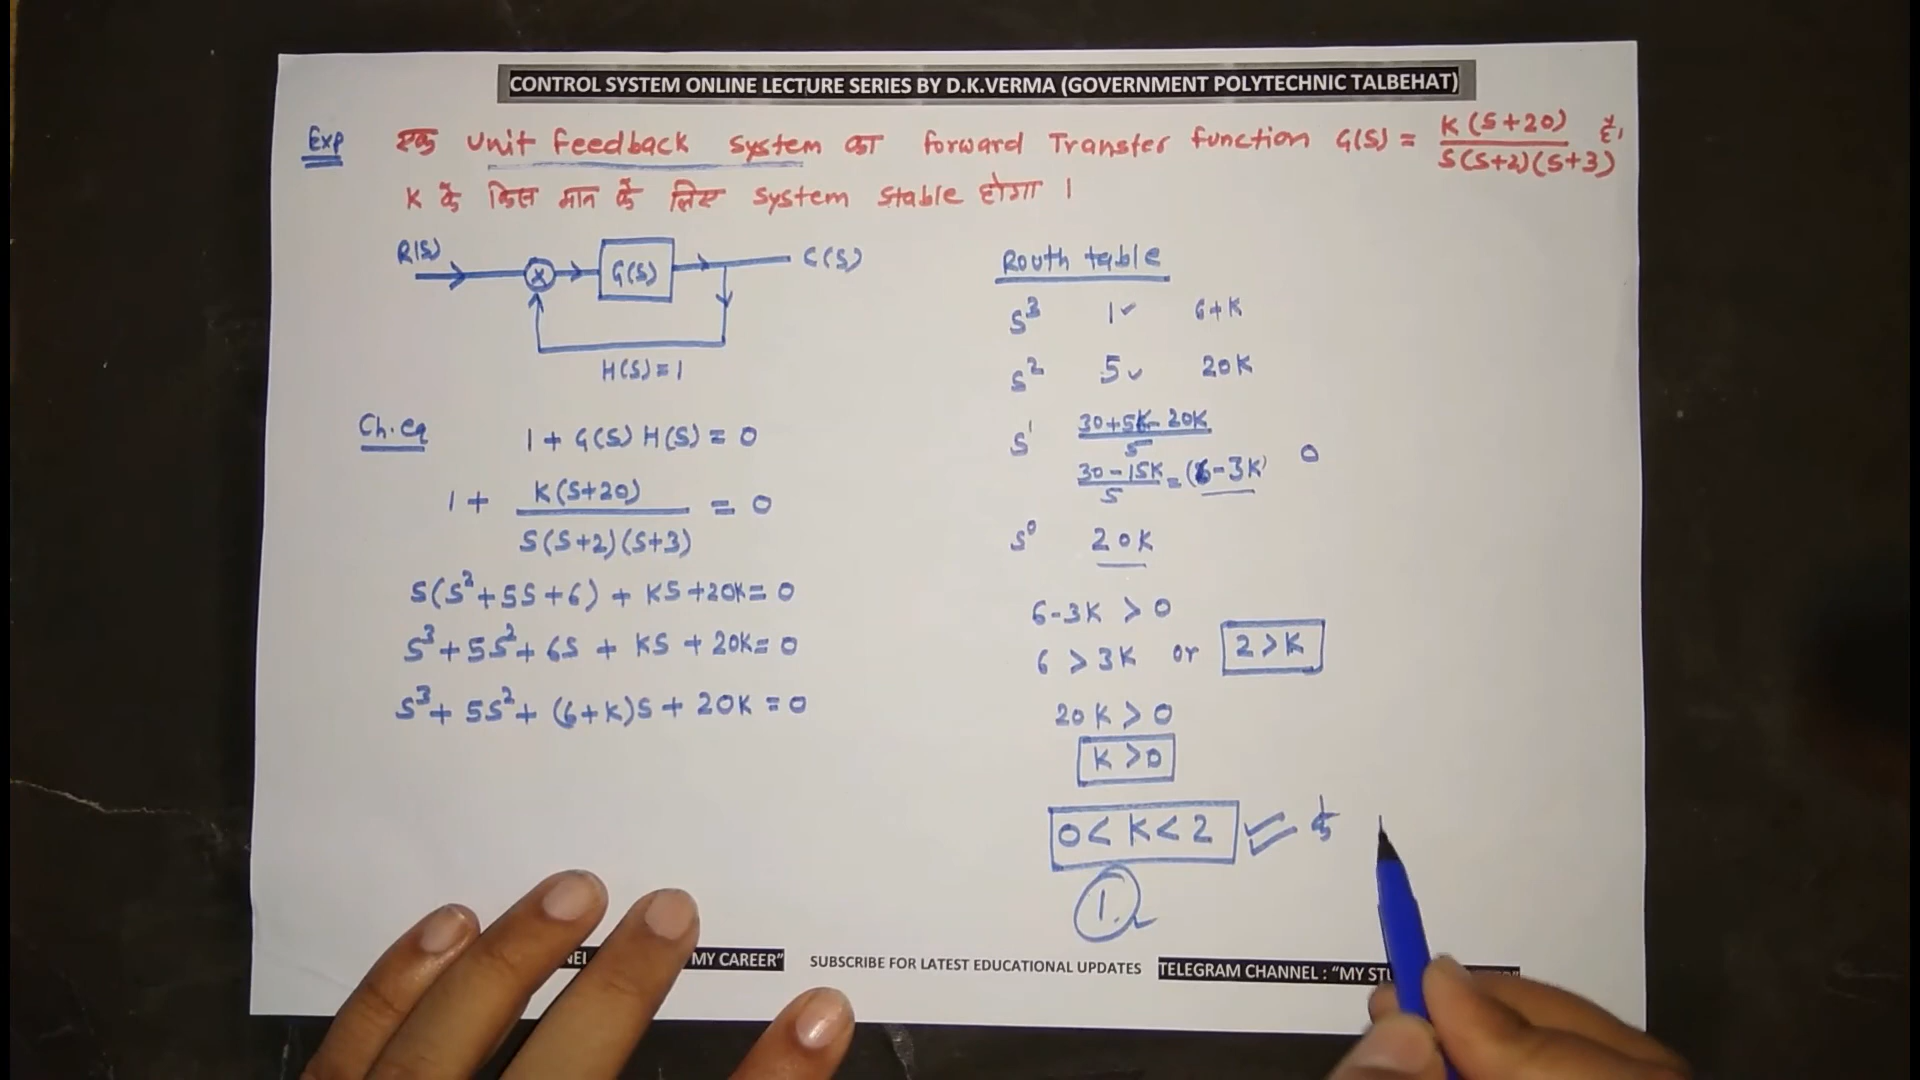 CONTROL SYSTEM ONLINE LECTURE SERIES BY D.K.VERMA (GOVERNMENT POLYTECHNIC TALBEHAT)
Exp एक unit feedback system का forward Transfer function G(S) = K(S+20) / S(S+2)(S+3) है,
K के किस मान के लिए system stable होगा ।
R(S) X G(S) C(S)
H(S)=1
Ch.eq 1 + G(S) H(S) = 0
1 + K(S+20) / S(S+2)(S+3) = 0
S(S²+5S+6) + KS+20K = 0
S³+5S²+6S + KS + 20K = 0
S³+ 5S²+ (6+K)S + 20K = 0
Routh table
S³ 1 6+K
S² 5 20K
S¹ 30+5K-20K / 5
30-15K / 5 = (6-3K) 0
S⁰ 20K
6-3K > 0
6 > 3K or 2>K
20K > 0
K >0
0< K< 2
1.
MY CAREER" SUBSCRIBE FOR LATEST EDUCATIONAL UPDATES TELEGRAM CHANNEL : "MY